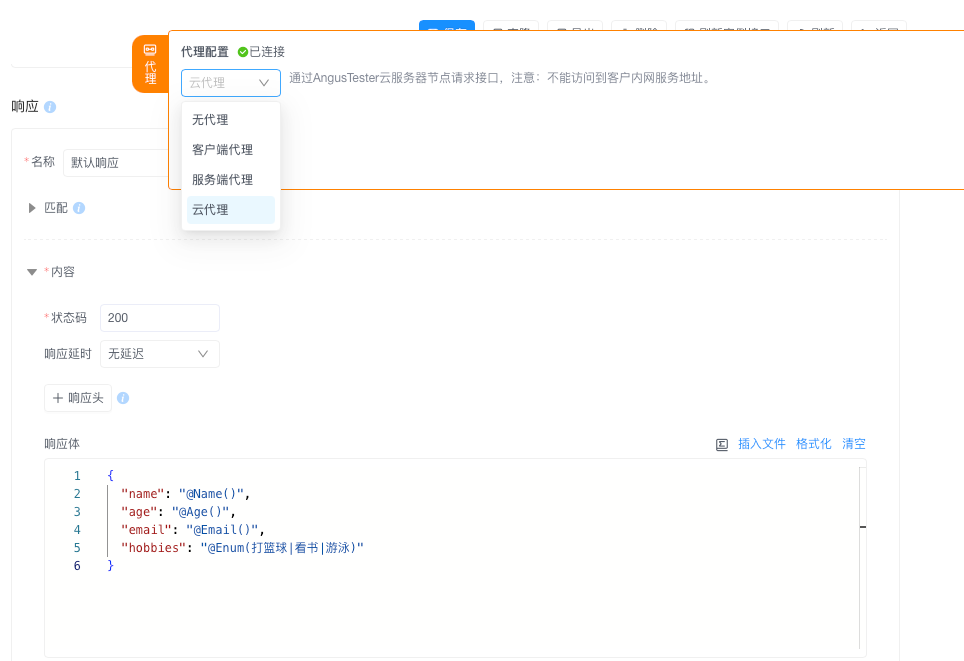 代理
代理配置 已连接
云代理 通过AngusTester云服务器节点请求接口，注意：不能访问到客户内网服务地址。
无代理
客户端代理
服务端代理
云代理
响应
*名称 默认响应
匹配
*内容
*状态码 200
响应延时 无延迟
+ 响应头
响应体 插入文件 格式化 清空
1 {
2 "name": "@Name()",
3 "age": "@Age()",
4 "email": "@Email()",
5 "hobbies": "@Enum(打篮球|看书|游泳)"
6 }